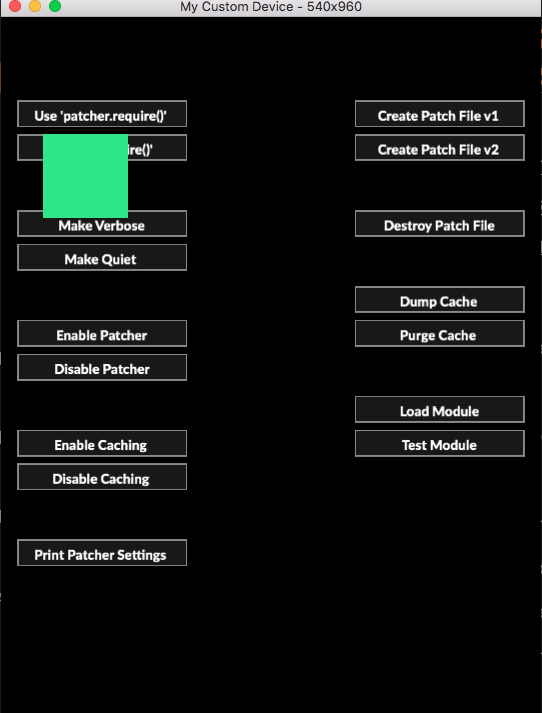 My Custom Device - 540x960
Use 'patcher.require()'
ire()'
Make Verbose
Make Quiet
Enable Patcher
Disable Patcher
Enable Caching
Disable Caching
Print Patcher Settings
Create Patch File v1
Create Patch File v2
Destroy Patch File
Dump Cache
Purge Cache
Load Module
Test Module